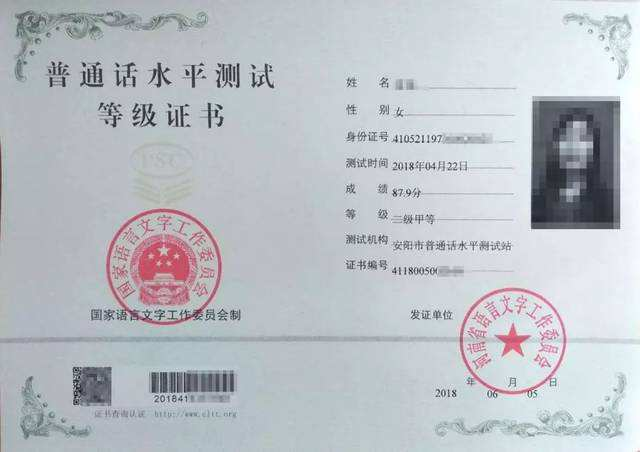 普通话水平测试
等级证书
PSC
国家语言文字工作委员会
国家语言文字工作委员会制
证书查询认证 http://www.cltt.org
201841
姓 名
性 别 女
身份证号 410521197
测试时间 2018年04月22日
成 绩 87.9分
等 级 二级甲等
测试机构 安阳市普通话水平测试站
证书编号 411800500
发证单位
河南省语言文字工作委员会
2018 年 06 月 05 日